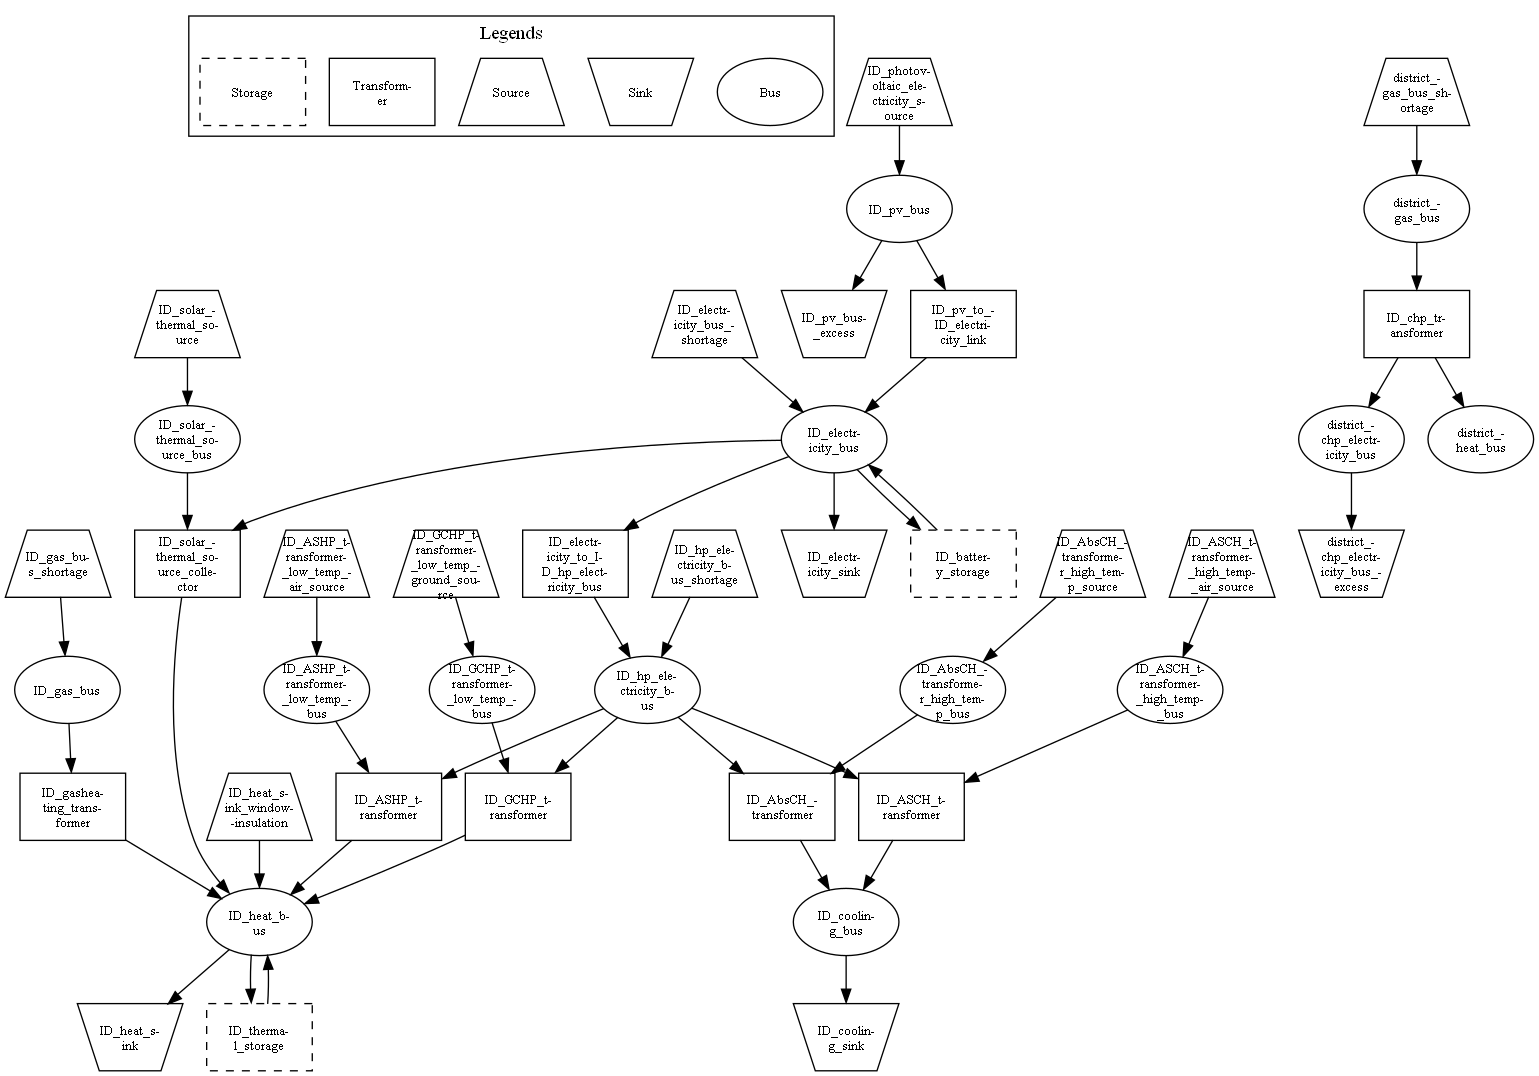 Legends
Storage
Transform-
er
Source
Sink
Bus
ID_photov-
oltaic_ele-
ctricity_s-
ource
district_-
gas_bus_sh-
ortage
ID_pv_bus
district_-
gas_bus
ID_solar_-
thermal_so-
urce
ID_electr-
icity_bus_-
shortage
ID_pv_bus-
_excess
ID_pv_to_-
ID_electri-
city_link
ID_chp_tr-
ansformer
ID_solar_-
thermal_so-
urce_bus
ID_electr-
icity_bus
district_-
chp_electr-
icity_bus
district_-
heat_bus
ID_gas_bu-
s_shortage
ID_solar_-
thermal_so-
urce_colle-
ctor
ID_ASHP_t-
ransformer-
_low_temp_-
air_source
ID_GCHP_t-
ransformer-
_low_temp_-
ground_sou-
rce
ID_electr-
icity_to_I-
D_hp_elect-
ricity_bus
ID_hp_ele-
ctricity_b-
us_shortage
ID_electr-
icity_sink
ID_batter-
y_storage
ID_AbsCH_-
transforme-
r_high_tem-
p_source
ID_ASCH_t-
ransformer-
_high_temp-
_air_source
district_-
chp_electr-
icity_bus_-
excess
ID_gas_bus
ID_ASHP_t-
ransformer-
_low_temp_-
bus
ID_GCHP_t-
ransformer-
_low_temp_-
bus
ID_hp_ele-
ctricity_b-
us
ID_AbsCH_-
transforme-
r_high_tem-
p_bus
ID_ASCH_t-
ransformer-
_high_temp-
_bus
ID_gashea-
ting_trans-
former
ID_heat_s-
ink_window-
-insulation
ID_ASHP_t-
ransformer
ID_GCHP_t-
ransformer
ID_AbsCH_-
transformer
ID_ASCH_t-
ransformer
ID_heat_b-
us
ID_coolin-
g_bus
ID_heat_s-
ink
ID_therma-
l_storage
ID_coolin-
g_sink